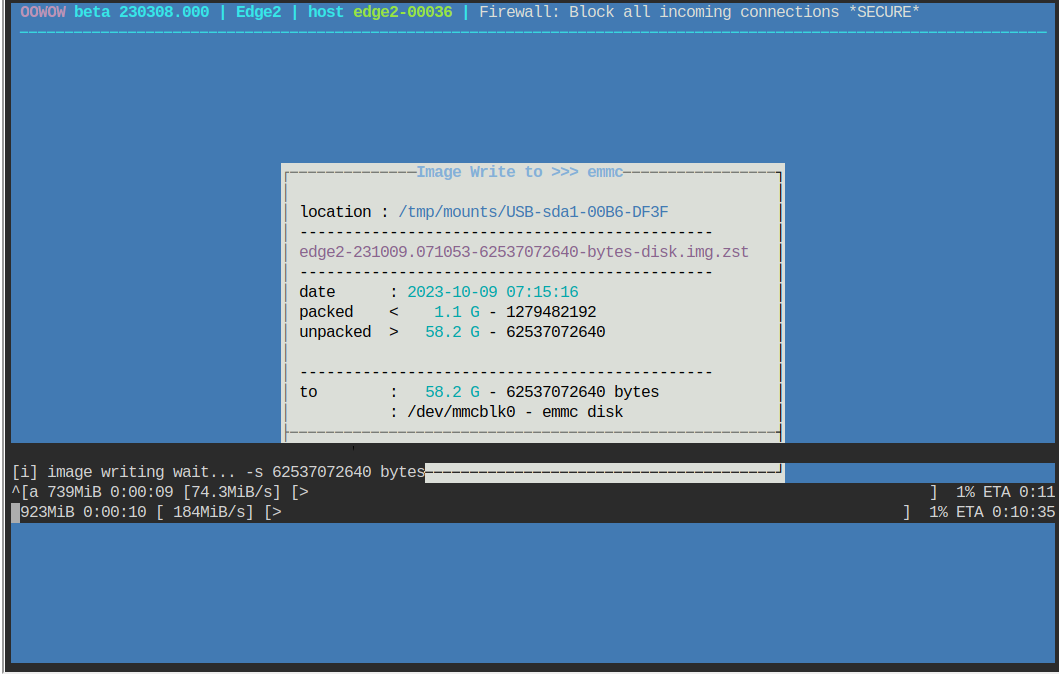 OOWOW beta 230308.000 | Edge2 | host edge2-00036 | Firewall: Block all incoming connections *SECURE*
Image Write to >>> emmc
location : /tmp/mounts/USB-sda1-00B6-DF3F
----------------------------------------------
edge2-231009.071053-62537072640-bytes-disk.img.zst
----------------------------------------------
date : 2023-10-09 07:15:16
packed < 1.1 G - 1279482192
unpacked > 58.2 G - 62537072640
----------------------------------------------
to : 58.2 G - 62537072640 bytes
: /dev/mmcblk0 - emmc disk
[i] image writing wait... -s 62537072640 bytes
^[a 739MiB 0:00:09 [74.3MiB/s] [> ] 1% ETA 0:11
923MiB 0:00:10 [ 184MiB/s] [> ] 1% ETA 0:10:35